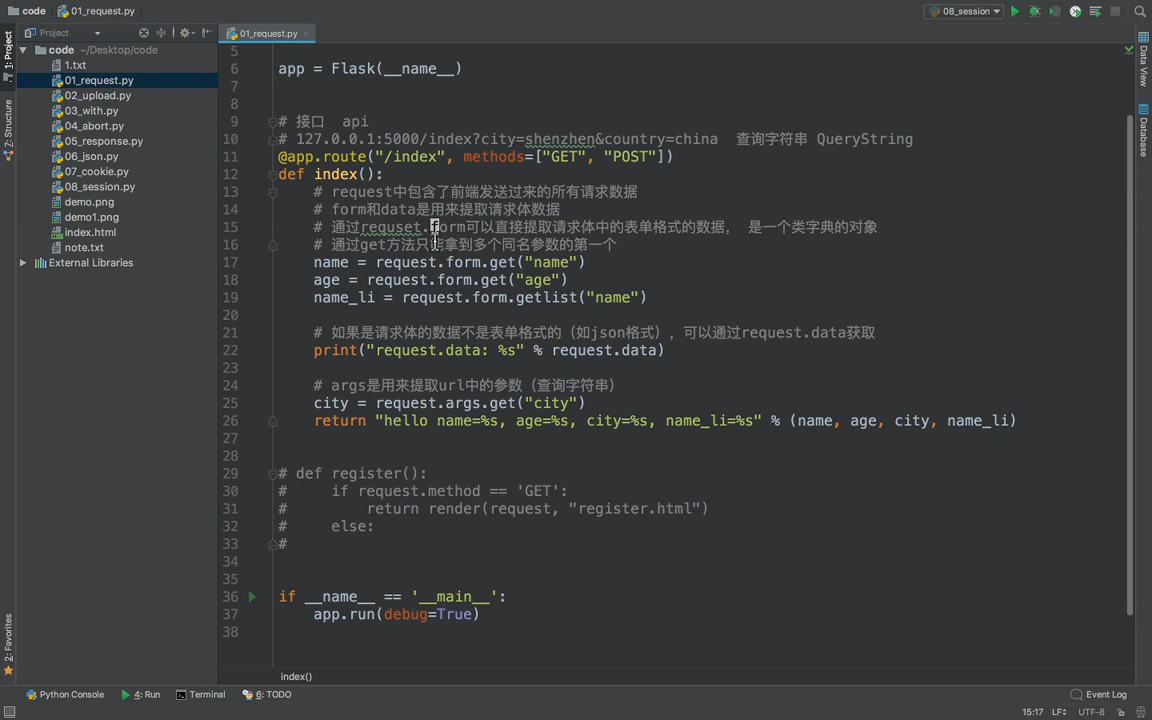 code 01_request.py 08_session
Project 01_request.py
1: Project
Z: Structure
2: Favorites
code ~/Desktop/code
1.txt
01_request.py
02_upload.py
03_with.py
04_abort.py
05_response.py
06_json.py
07_cookie.py
08_session.py
demo.png
demo1.png
index.html
note.txt
External Libraries
5
6 app = Flask(__name__)
7
8
9 # 接口  api
10 # 127.0.0.1:5000/index?city=shenzhen&country=china  查询字符串 QueryString
11 @app.route("/index", methods=["GET", "POST"])
12 def index():
13     # request中包含了前端发送过来的所有请求数据
14     # form和data是用来提取请求体数据
15     # 通过requset.form可以直接提取请求体中的表单格式的数据， 是一个类字典的对象
16     # 通过get方法只能拿到多个同名参数的第一个
17     name = request.form.get("name")
18     age = request.form.get("age")
19     name_li = request.form.getlist("name")
20
21     # 如果是请求体的数据不是表单格式的（如json格式），可以通过request.data获取
22     print("request.data: %s" % request.data)
23
24     # args是用来提取url中的参数（查询字符串）
25     city = request.args.get("city")
26     return "hello name=%s, age=%s, city=%s, name_li=%s" % (name, age, city, name_li)
27
28
29 # def register():
30 #     if request.method == 'GET':
31 #         return render(request, "register.html")
32 #     else:
33 #
34
35
36 if __name__ == '__main__':
37     app.run(debug=True)
38
index()
Data View
Database
Python Console 4: Run Terminal 6: TODO Event Log
15:17 LF UTF-8